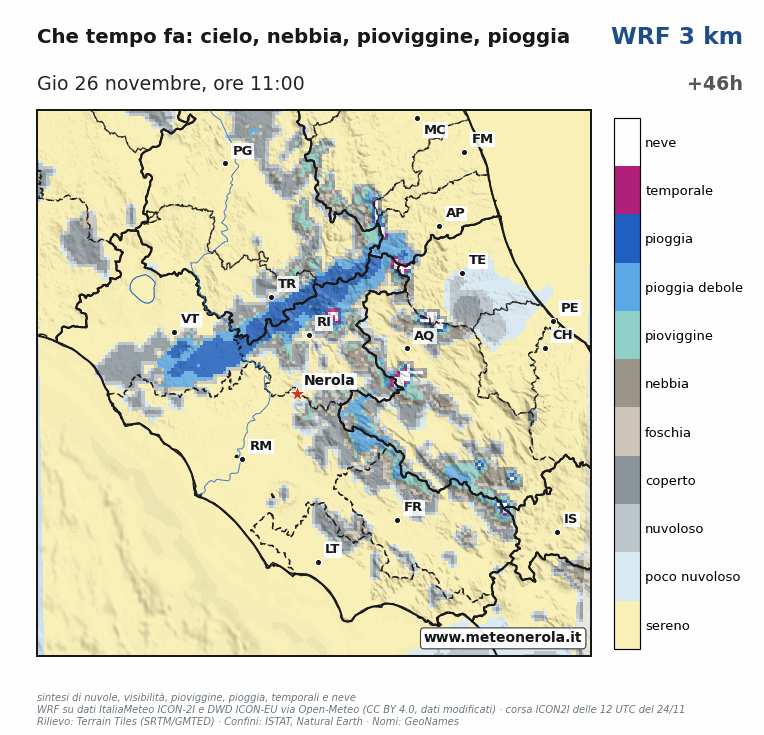 Che tempo fa: cielo, nebbia, pioviggine, pioggia
WRF 3 km
Gio 26 novembre, ore 11:00
+46h
MC
FM
PG
AP
TE
TR
PE
VT
RI
CH
AQ
Nerola
RM
FR
IS
LT
www.meteonerola.it
neve
temporale
pioggia
pioggia debole
pioviggine
nebbia
foschia
coperto
nuvoloso
poco nuvoloso
sereno
sintesi di nuvole, visibilità, pioviggine, pioggia, temporali e neve
WRF su dati ItaliaMeteo ICON-2I e DWD ICON-EU via Open-Meteo (CC BY 4.0, dati modificati) · corsa ICON2I delle 12 UTC del 24/11
Rilievo: Terrain Tiles (SRTM/GMTED) · Confini: ISTAT, Natural Earth · Nomi: GeoNames